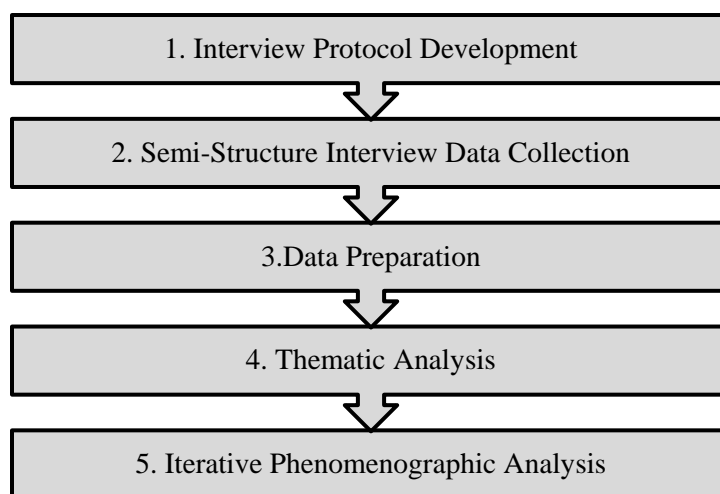 1. Interview Protocol Development
2. Semi-Structure Interview Data Collection
3.Data Preparation
4. Thematic Analysis
5. Iterative Phenomenographic Analysis